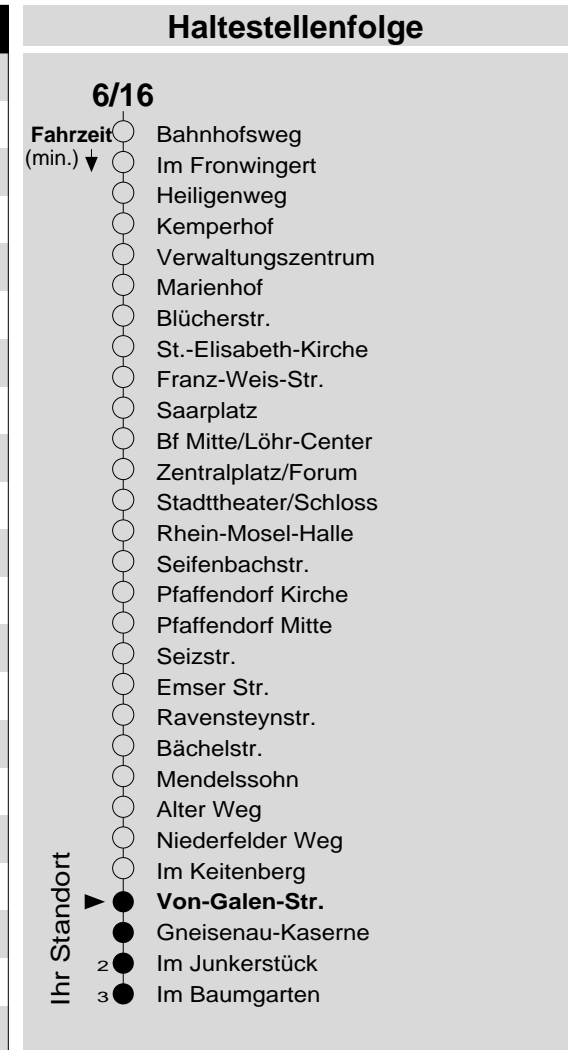 Haltestellenfolge
6/16
Fahrzeit Bahnhofsweg
(min.) Im Fronwingert
Heiligenweg
Kemperhof
Verwaltungszentrum
Marienhof
Blücherstr.
St.-Elisabeth-Kirche
Franz-Weis-Str.
Saarplatz
Bf Mitte/Löhr-Center
Zentralplatz/Forum
Stadttheater/Schloss
Rhein-Mosel-Halle
Seifenbachstr.
Pfaffendorf Kirche
Pfaffendorf Mitte
Seizstr.
Emser Str.
Ravensteynstr.
Bächelstr.
Mendelssohn
Alter Weg
Niederfelder Weg
Im Keitenberg
Ihr Standort
Von-Galen-Str.
Gneisenau-Kaserne
2 Im Junkerstück
3 Im Baumgarten